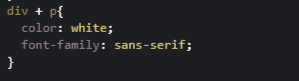 div + p{
  color: white;
  font-family: sans-serif;
}